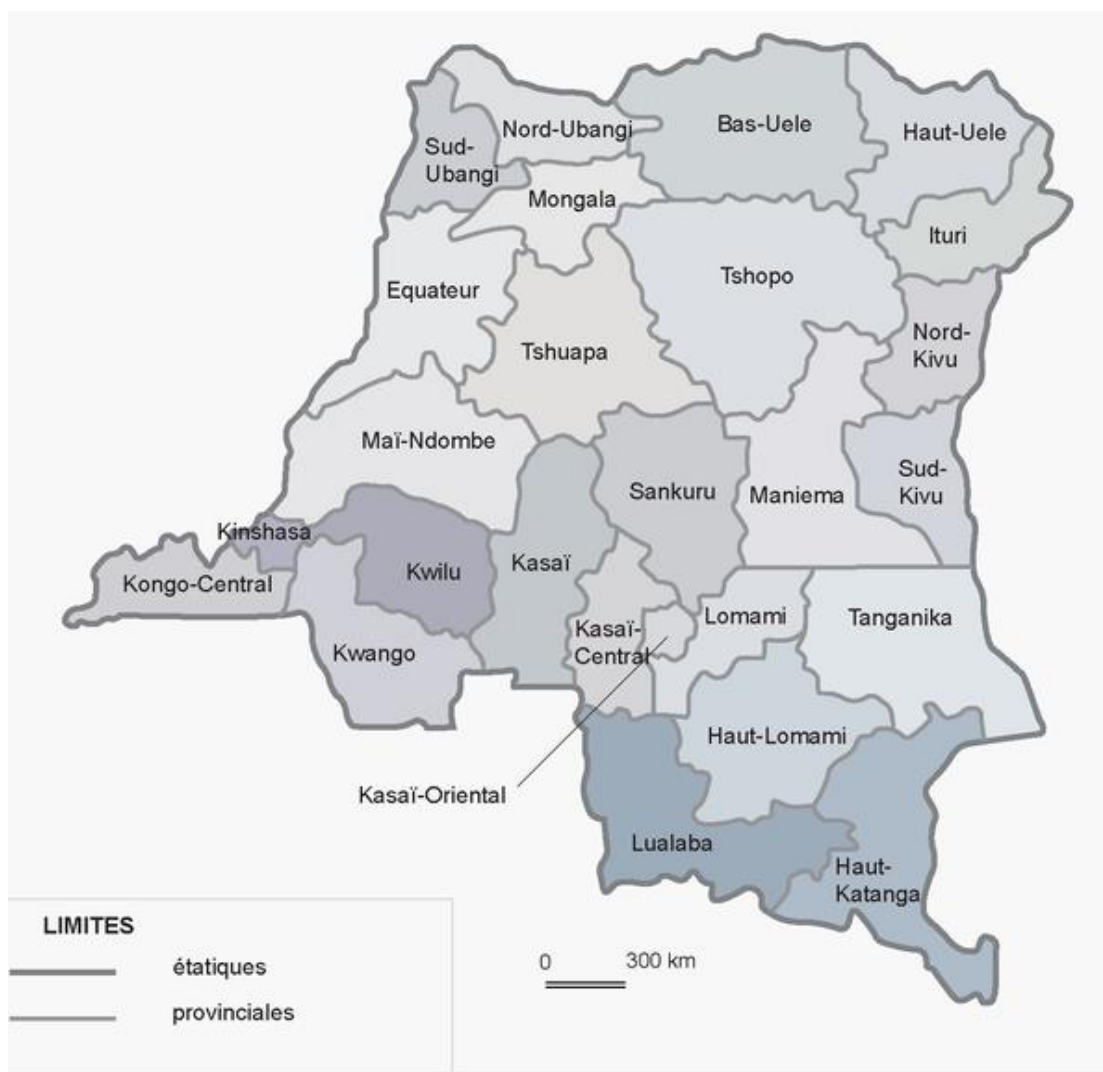 Nord-Ubangi
Bas-Uele
Haut-Uele
Sud-
Ubangi
Mongala
Ituri
Equateur
Tshopo
Nord-
Kivu
Tshuapa
Maï-Ndombe
Sankuru
Maniema
Sud-
Kivu
Kinshasa
Kongo-Central
Kwilu
Kasaï
Kasaï-
Central
Lomami
Tanganika
Kwango
Haut-Lomami
Kasaï-Oriental
Lualaba
Haut-
Katanga
LIMITES
étatiques
provinciales
0 300 km